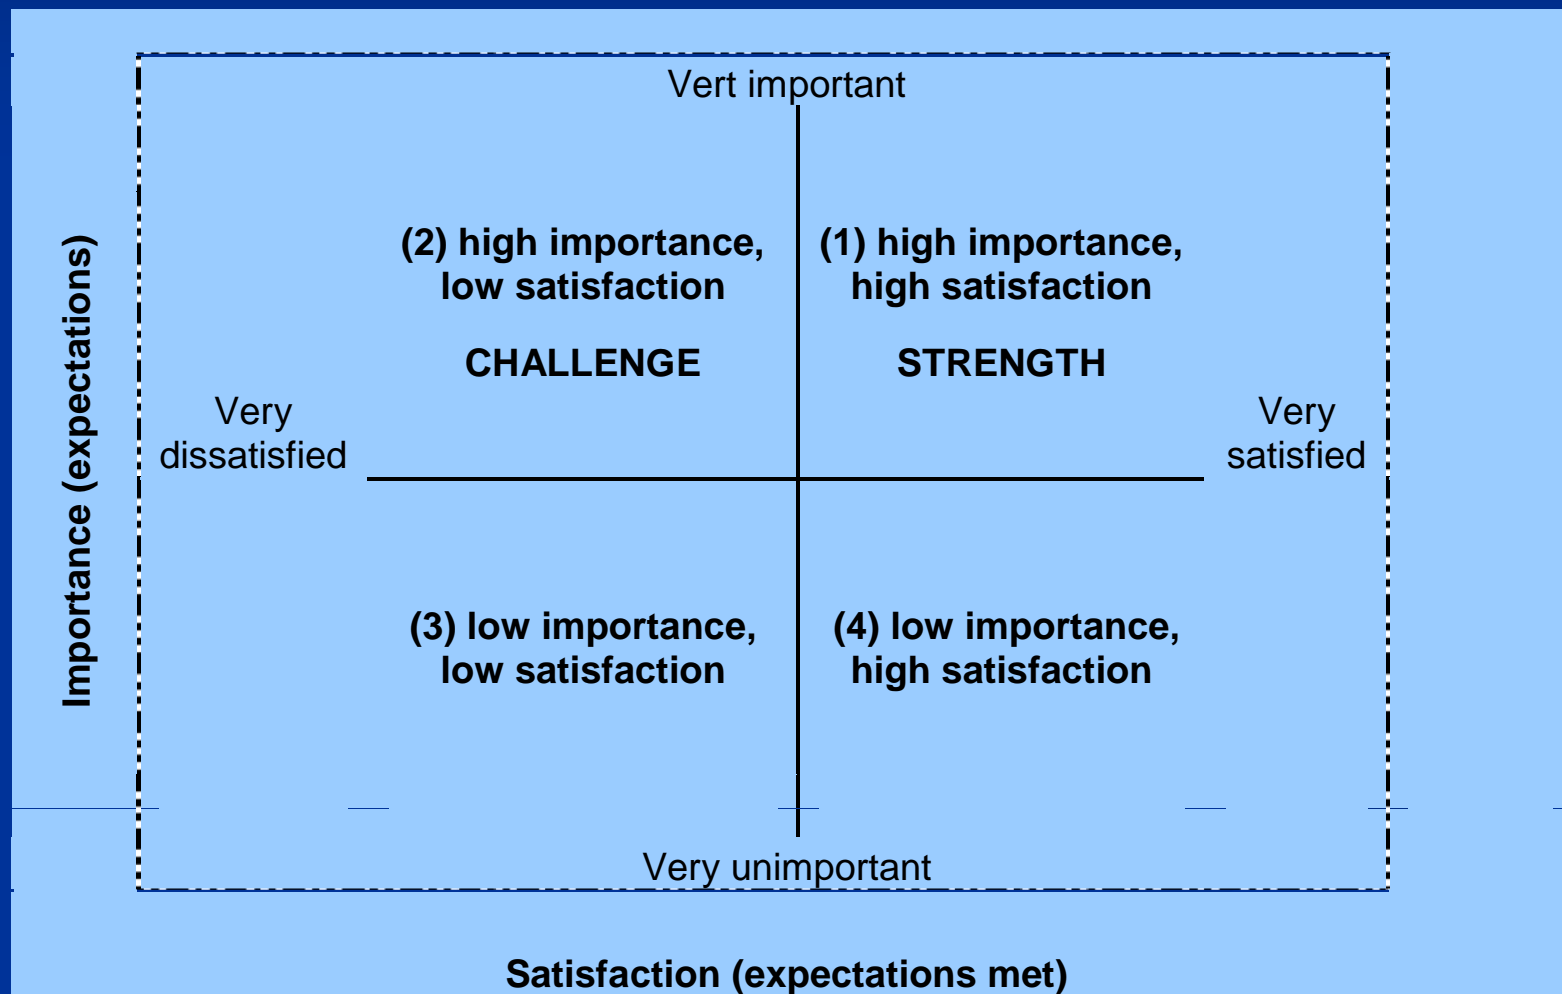 Vert important
(2) high importance,
low satisfaction
CHALLENGE
(1) high importance,
high satisfaction
STRENGTH
Very
dissatisfied
Very
satisfied
Importance (expectations)
(3) low importance,
low satisfaction
(4) low importance,
high satisfaction
Very unimportant
Satisfaction (expectations met)